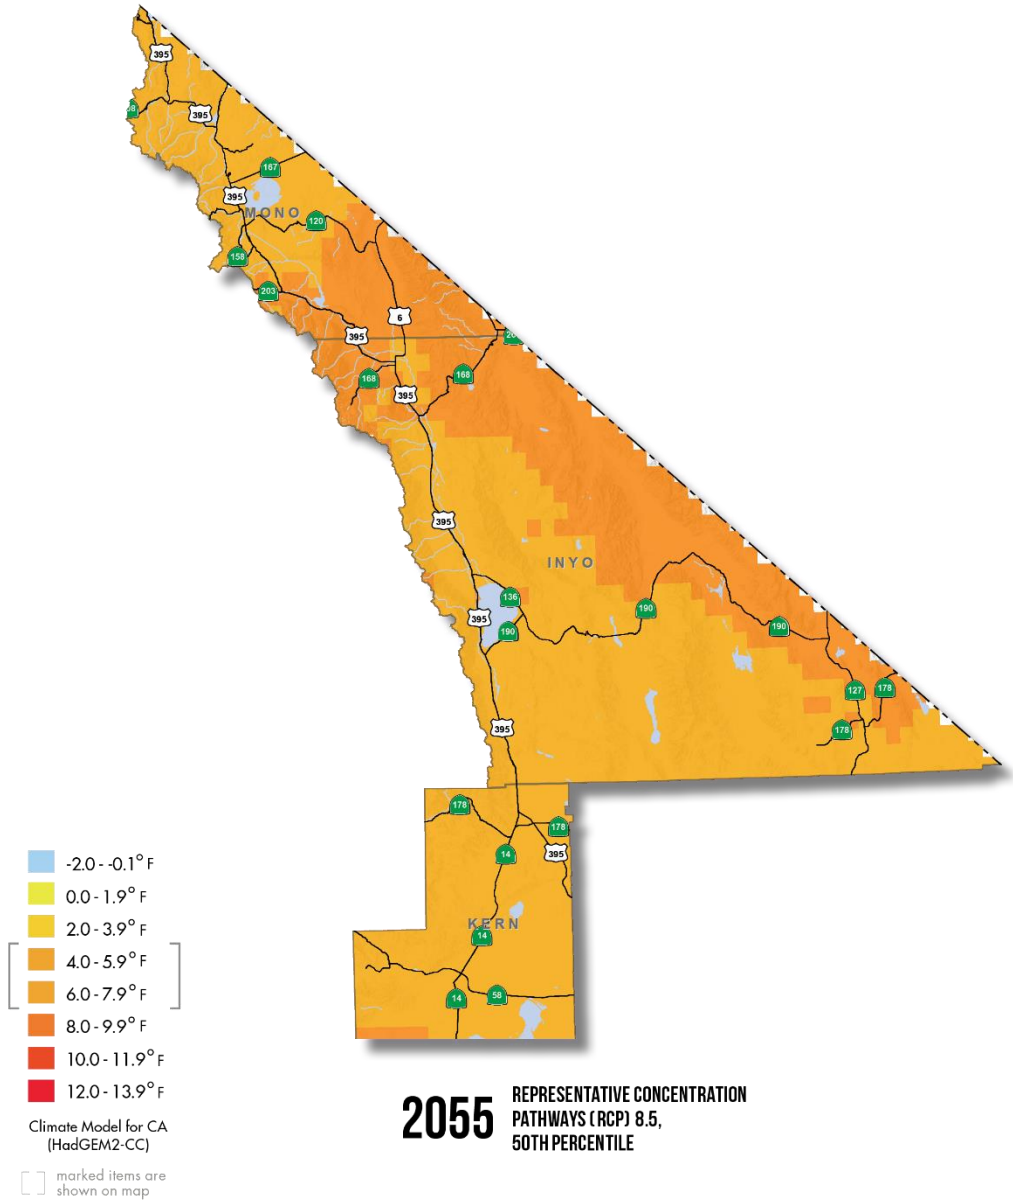 395
395
167
395
MONO
120
158
203
6
395
168
168
395
395
INYO
136
190
395
190
190
127
178
178
395
178
178
14
395
KERN
14
14
58
-2.0 - -0.1° F
0.0 - 1.9° F
2.0 - 3.9° F
4.0 - 5.9° F
6.0 - 7.9° F
8.0 - 9.9° F
10.0 - 11.9° F
12.0 - 13.9° F
Climate Model for CA
(HadGEM2-CC)
marked items are
shown on map
2055
REPRESENTATIVE CONCENTRATION
PATHWAYS (RCP) 8.5,
50TH PERCENTILE